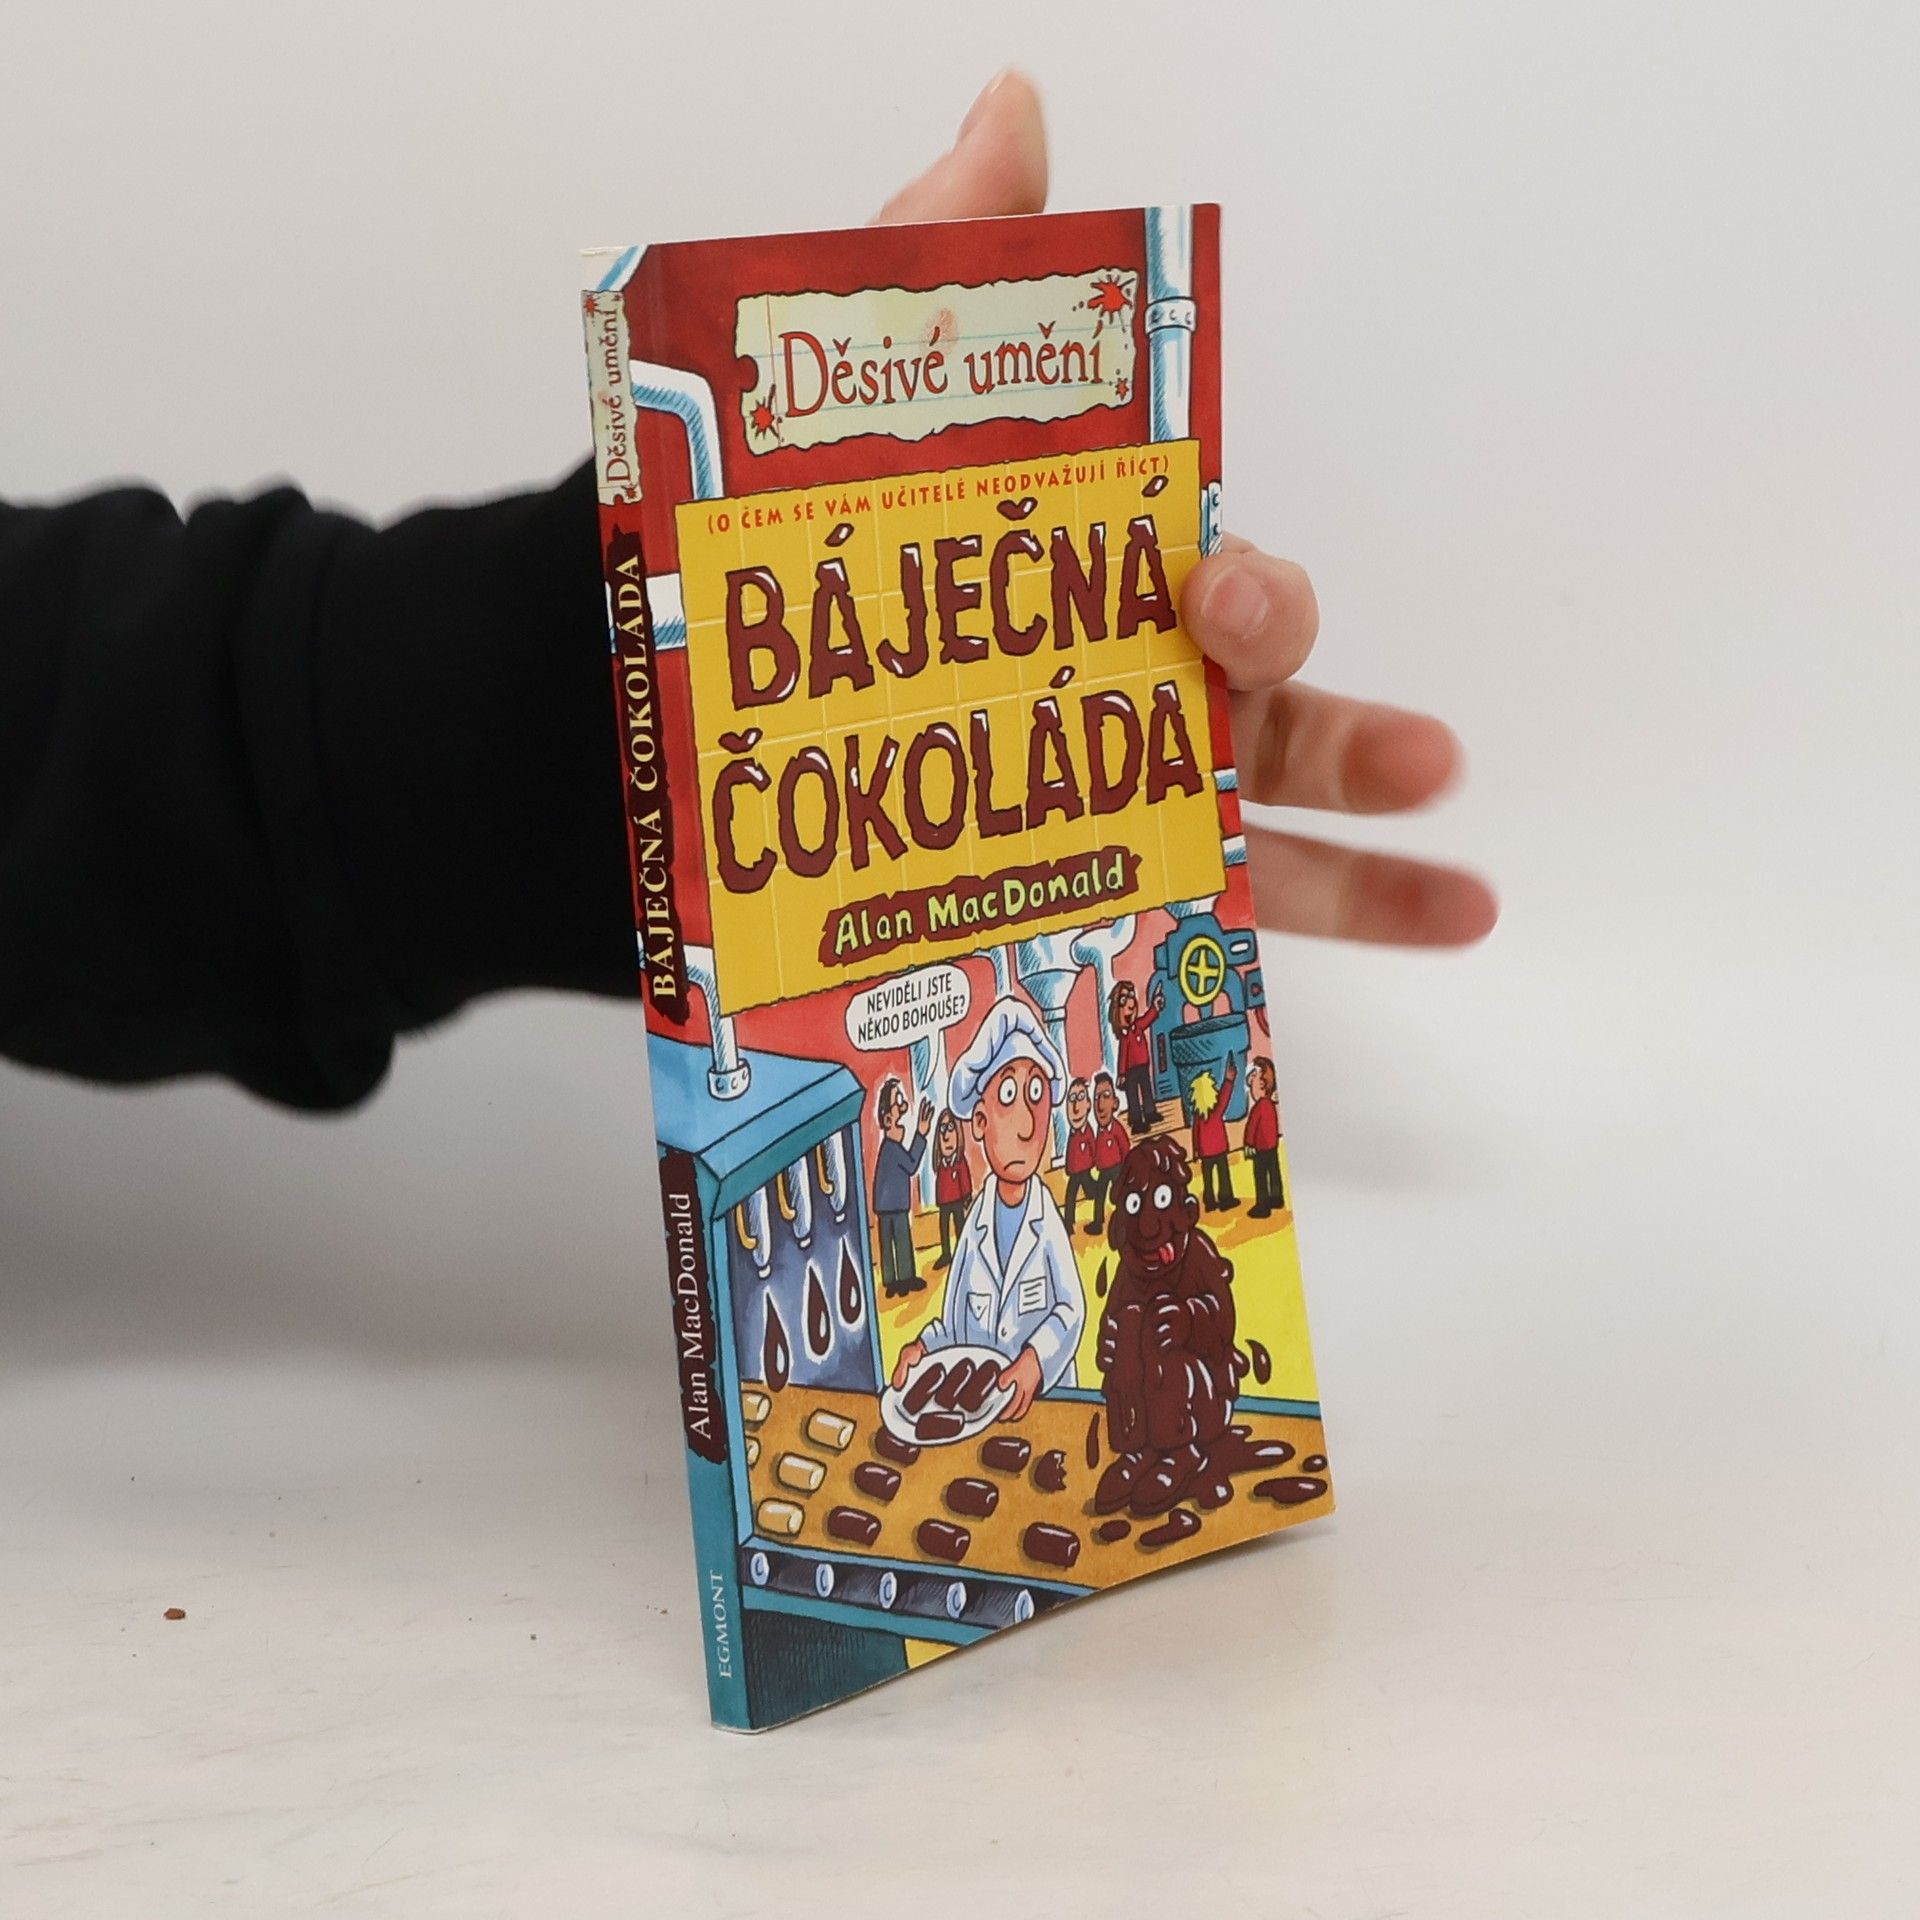 Děsivé umění
(O ČEM SE VÁM UČITELÉ NEODVAŽUJÍ ŘÍCT)
BÁJEČNÁ
ČOKOLÁDA
Alan MacDonald
NEVIDĚLI JSTE
NĚKDO BOHOUŠE?
Děsivé umění
BÁJEČNÁ ČOKOLÁDA
Alan MacDonald
EGMONT